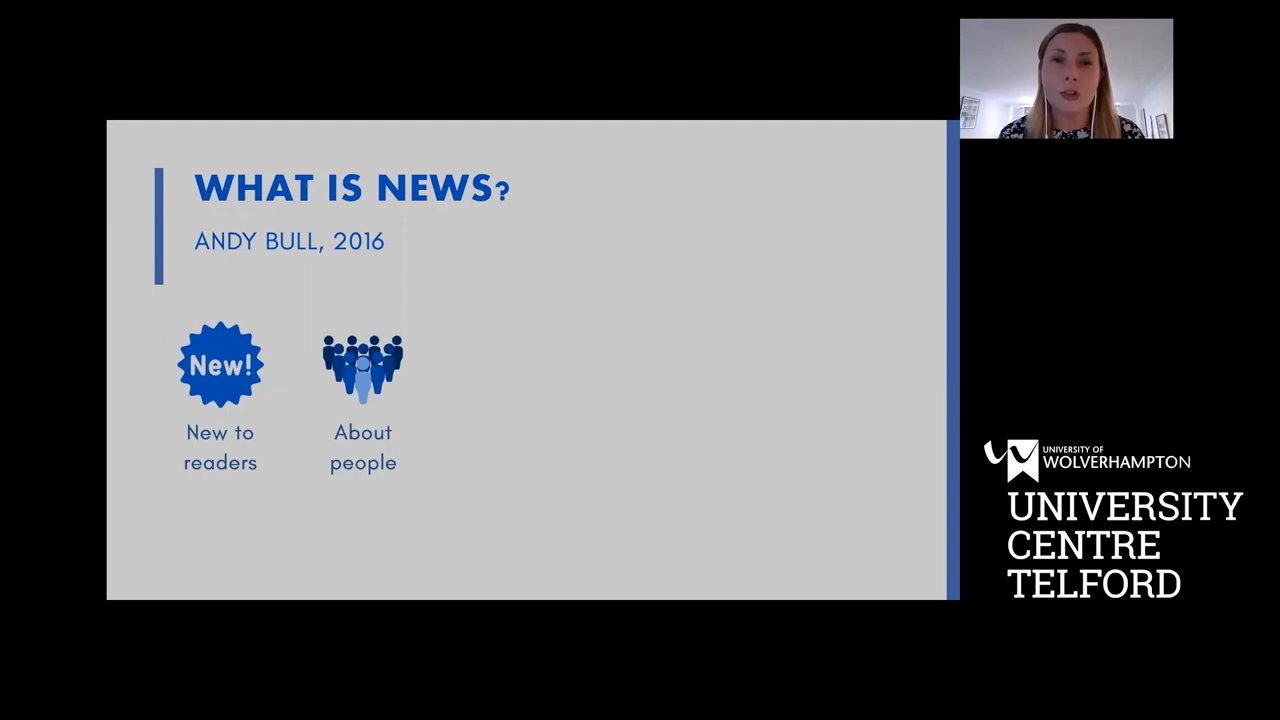 WHAT IS NEWS?
ANDY BULL, 2016
New!
New to
readers
About
people
UNIVERSITY OF
WOLVERHAMPTON
UNIVERSITY
CENTRE
TELFORD